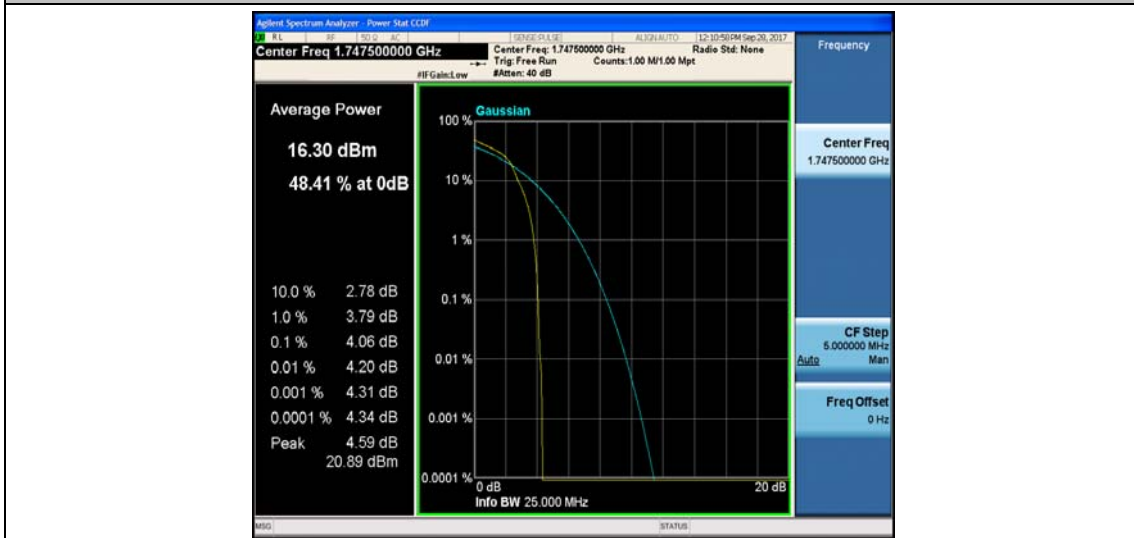 Agilent Spectrum Analyzer - Power Stat CCDF
RL RF 50 Ω AC SENSE:PULSE ALIGNAUTO 12:10:58PM Sep 20, 2017
Center Freq 1.747500000 GHz
Center Freq: 1.747500000 GHz Radio Std: None
Trig: Free Run Counts:1.00 M/1.00 Mpt
#IFGain:Low #Atten: 40 dB
Frequency
Average Power
16.30 dBm
48.41 % at 0dB
10.0 % 2.78 dB
1.0 % 3.79 dB
0.1 % 4.06 dB
0.01 % 4.20 dB
0.001 % 4.31 dB
0.0001 % 4.34 dB
Peak 4.59 dB
20.89 dBm
Gaussian
100 %
10 %
1 %
0.1 %
0.01 %
0.001 %
0.0001 %
0 dB 20 dB
Info BW 25.000 MHz
Center Freq
1.747500000 GHz
CF Step
5.000000 MHz
Auto Man
Freq Offset
0 Hz
MSG STATUS